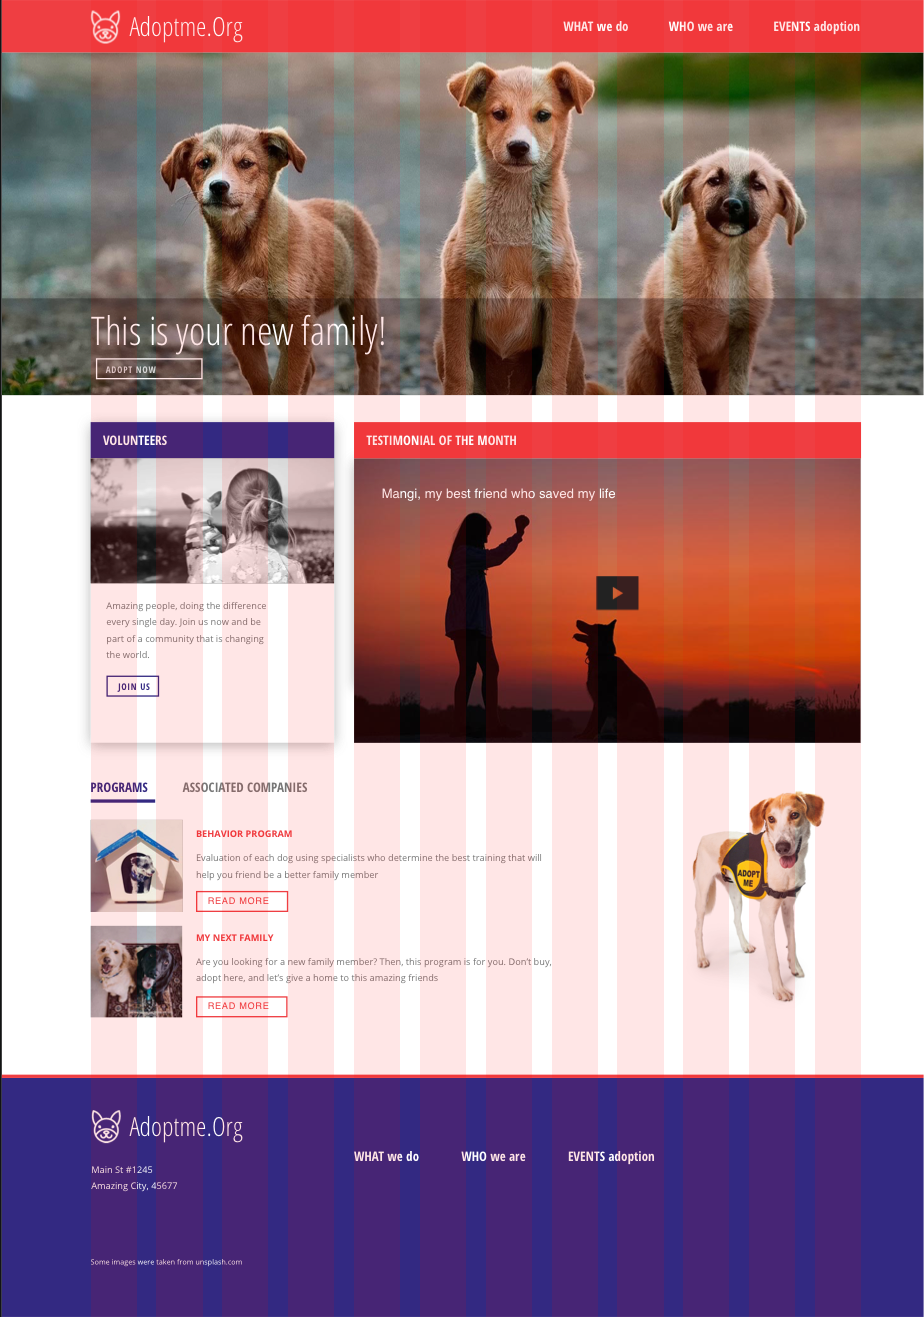 Adoptme.Org
WHAT we do WHO we are EVENTS adoption
This is your new family!
ADOPT NOW
VOLUNTEERS
Amazing people, doing the difference
every single day. Join us now and be
part of a community that is changing
the world.
JOIN US
TESTIMONIAL OF THE MONTH
Mangi, my best friend who saved my life
PROGRAMS ASSOCIATED COMPANIES
BEHAVIOR PROGRAM
Evaluation of each dog using specialists who determine the best training that will
help you friend be a better family member
READ MORE
MY NEXT FAMILY
Are you looking for a new family member? Then, this program is for you. Don't buy,
adopt here, and let's give a home to this amazing friends
READ MORE
ADOPT
ME
Adoptme.Org
Main St #1245
Amazing City, 45677
WHAT we do WHO we are EVENTS adoption
Some images were taken from unsplash.com